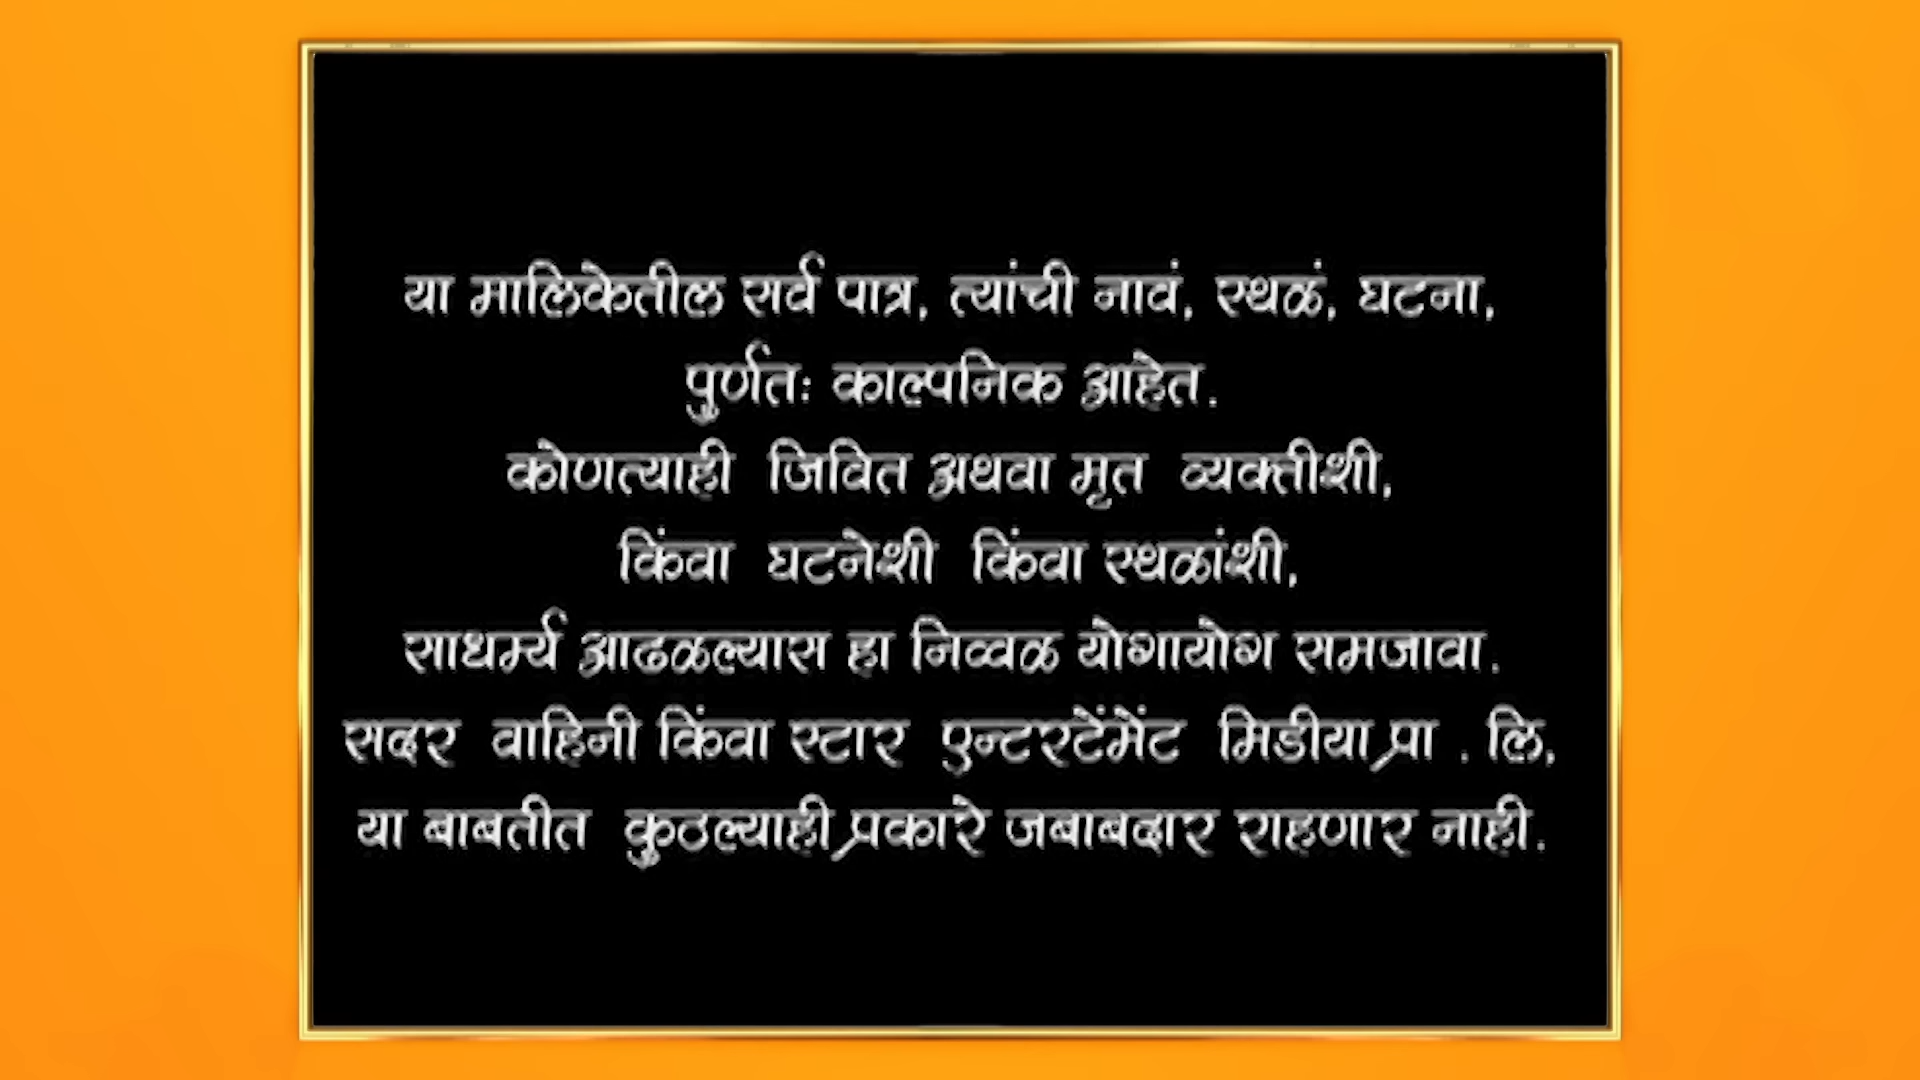 या मालिकेतील सर्व पात्र, त्यांची नावं, स्थळं, घटना,
पुर्णतः काल्पनिक आहेत.
कोणत्याही जिवित अथवा मृत व्यक्तीशी,
किंवा घटनेशी किंवा स्थळांशी,
साधर्म्य आढळल्यास हा निव्वळ योगायोग समजावा.
सदर वाहिनी किंवा स्टार एन्टरटेंमेंट मिडीया प्रा . लि,
या बाबतीत कुठल्याही प्रकारे जबाबदार राहणार नाही.